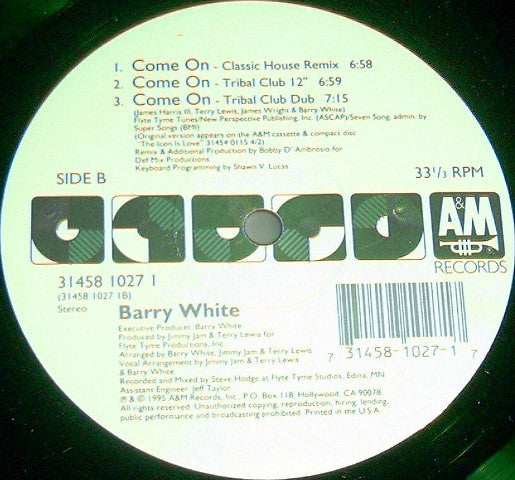 1. Come On - Classic House Remix 6:58
2. Come On - Tribal Club 12" 6:59
3. Come On - Tribal Club Dub 7:15
(James Harris III, Terry Lewis, James Wright & Barry White)
Flyte Tyme Tunes/New Perspective Publishing, Inc. (ASCAP)/Seven Song, admin. by
Super Songs (BMI)
(Original version appears on the A&M cassette & compact disc
"The Icon Is Love" 31454 0115 4/2)
Remix & Additional Production by Bobby D' Ambrosio for
Def Mix Productions
Keyboard Programming by Shawn V. Lucas
SIDE B
33 1/3 RPM
A&M
RECORDS
31458 1027 1
(31458 1027 1B)
Stereo
Barry White
Executive Producer: Barry White
Produced by Jimmy Jam & Terry Lewis for
Flyte Tyme Productions, Inc.
Arranged by Barry White, Jimmy Jam & Terry Lewis
Vocal Arrangement by Jimmy Jam & Terry Lewis
& Barry White
Recorded and Mixed by Steve Hodge at Flyte Tyme Studios, Edina, MN
Assistant Engineer: Jeff Taylor
℗ & © 1995 A&M Records, Inc., P.O. Box 118, Hollywood, CA 90078.
All rights reserved. Unauthorized copying, reproduction, hiring, lending,
public performance and broadcasting prohibited. Printed in the U.S.A.
7 31458-1027-1 7